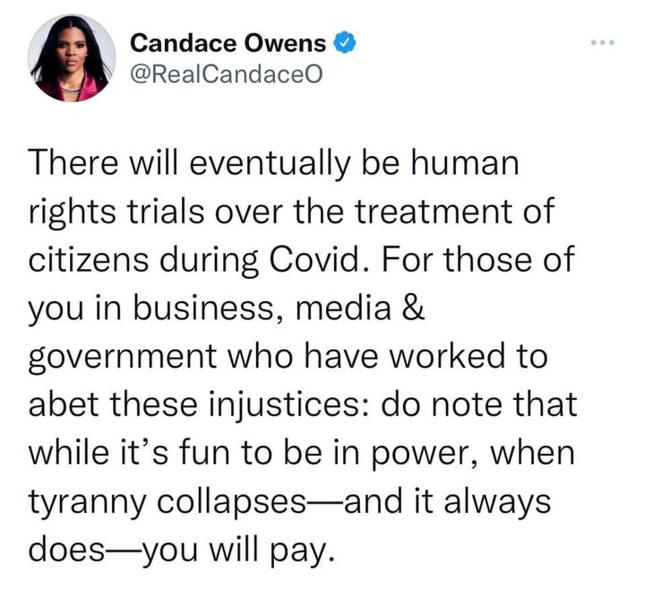 Candace Owens
@RealCandaceO
There will eventually be human
rights trials over the treatment of
citizens during Covid. For those of
you in business, media &
government who have worked to
abet these injustices: do note that
while it’s fun to be in power, when
tyranny collapses—and it always
does—you will pay.